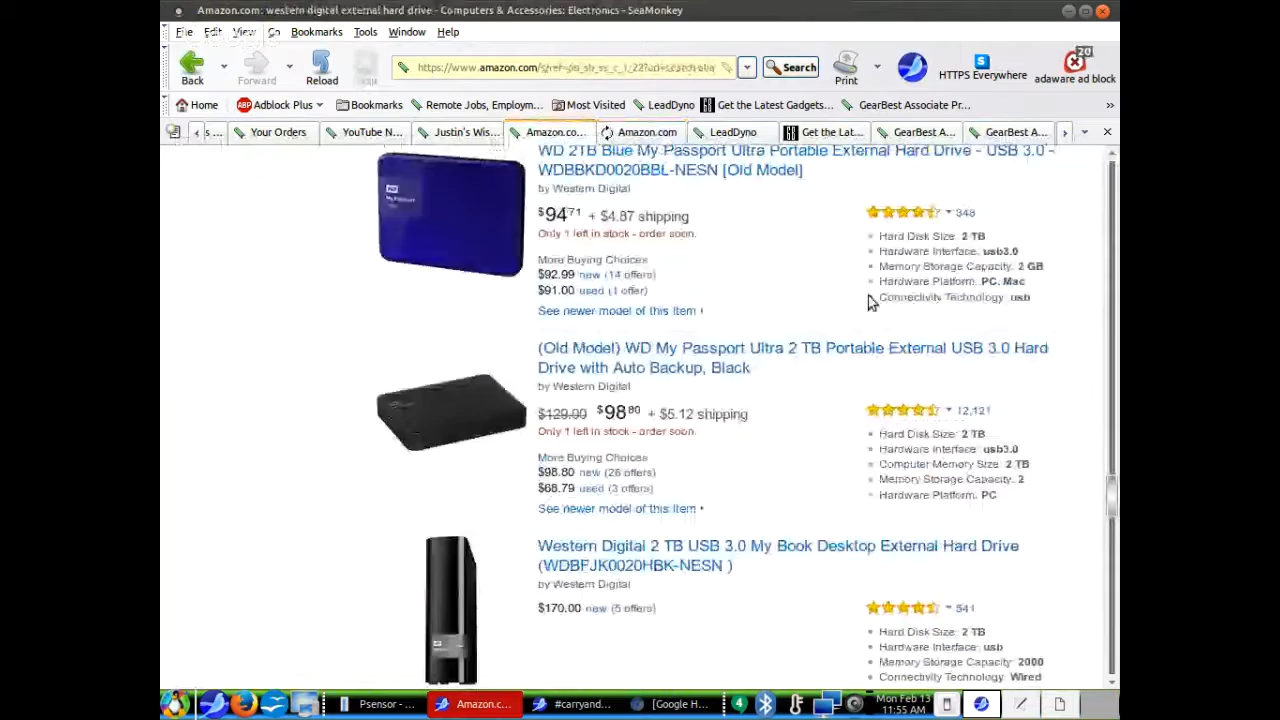 Amazon.com: western digital external hard drive - Computers & Accessories: Electronics - SeaMonkey
File Edit View Go Bookmarks Tools Window Help
Back Forward Reload Search Print HTTPS Everywhere 20 adaware ad block
Home ABP Adblock Plus Bookmarks Remote Jobs, Employm... Most Visited LeadDyno Get the Latest Gadgets... GearBest Associate Pr... »
s ... Your Orders YouTube N... Justin's Wis... Amazon.co... Amazon.com LeadDyno Get the Lat... GearBest A... GearBest A...
WD 2TB Blue My Passport Ultra Portable External Hard Drive - USB 3.0 -
WDBBKD0020BBL-NESN [Old Model]
by Western Digital
$94.71 + $4.87 shipping
Only 1 left in stock - order soon.
More Buying Choices
$92.99 new (14 offers)
$91.00 used (1 offer)
See newer model of this item
348
Hard Disk Size: 2 TB
Hardware Interface: usb3.0
Memory Storage Capacity: 2 GB
Hardware Platform: PC, Mac
Connectivity Technology: usb
(Old Model) WD My Passport Ultra 2 TB Portable External USB 3.0 Hard
Drive with Auto Backup, Black
by Western Digital
$129.99 $98.80 + $5.12 shipping
Only 1 left in stock - order soon.
More Buying Choices
$98.80 new (26 offers)
$68.79 used (3 offers)
See newer model of this item
12,121
Hard Disk Size: 2 TB
Hardware Interface: usb3.0
Computer Memory Size: 2 TB
Memory Storage Capacity: 2
Hardware Platform: PC
Western Digital 2 TB USB 3.0 My Book Desktop External Hard Drive
(WDBFJK0020HBK-NESN )
by Western Digital
$170.00 new (5 offers)
541
Hard Disk Size: 2 TB
Hardware Interface: usb
Memory Storage Capacity: 2000
Connectivity Technology: Wired
Psensor - ... Amazon.c... #carryand... [Google H... 4 Mon Feb 13
11:55 AM